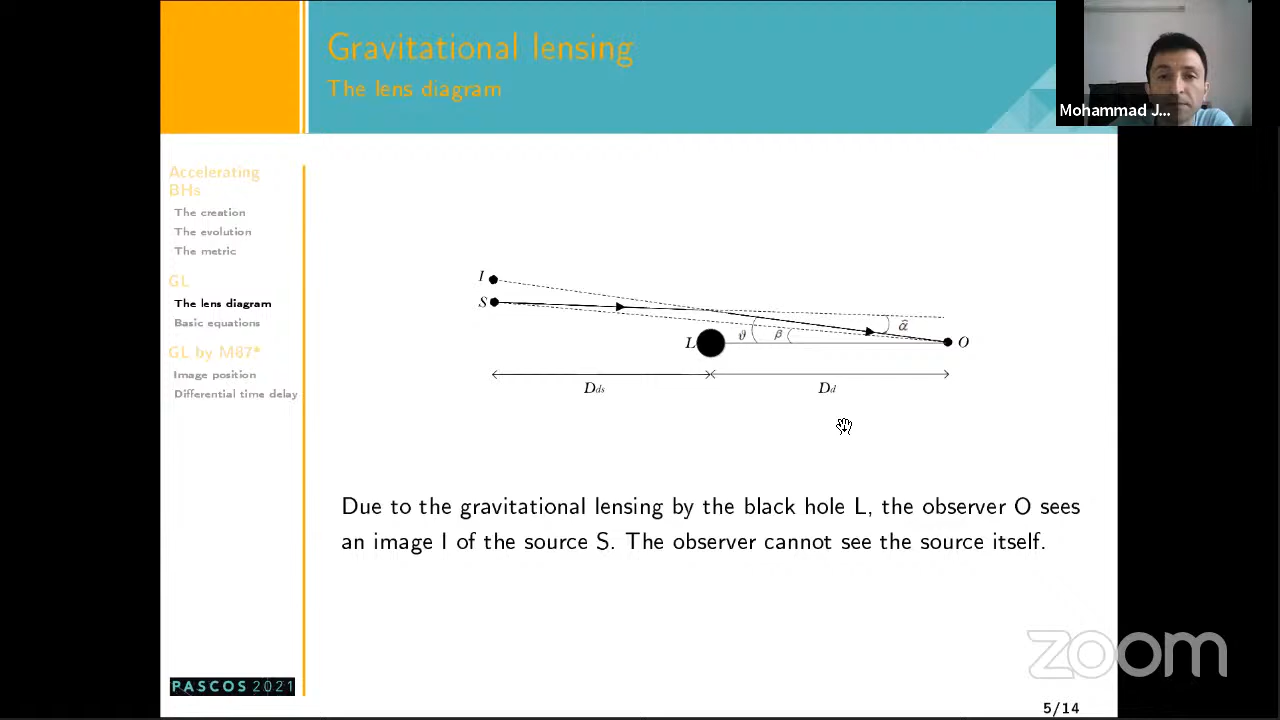 Gravitational lensing
The lens diagram
Mohammad J...
Accelerating
BHs
The creation
The evolution
The metric
GL
The lens diagram
Basic equations
GL by M87*
Image position
Differential time delay
I
S
L
ϑ
β
α̂
O
Dds
Dd
Due to the gravitational lensing by the black hole L, the observer O sees
an image I of the source S. The observer cannot see the source itself.
zoom
PASCOS 2021
5/14